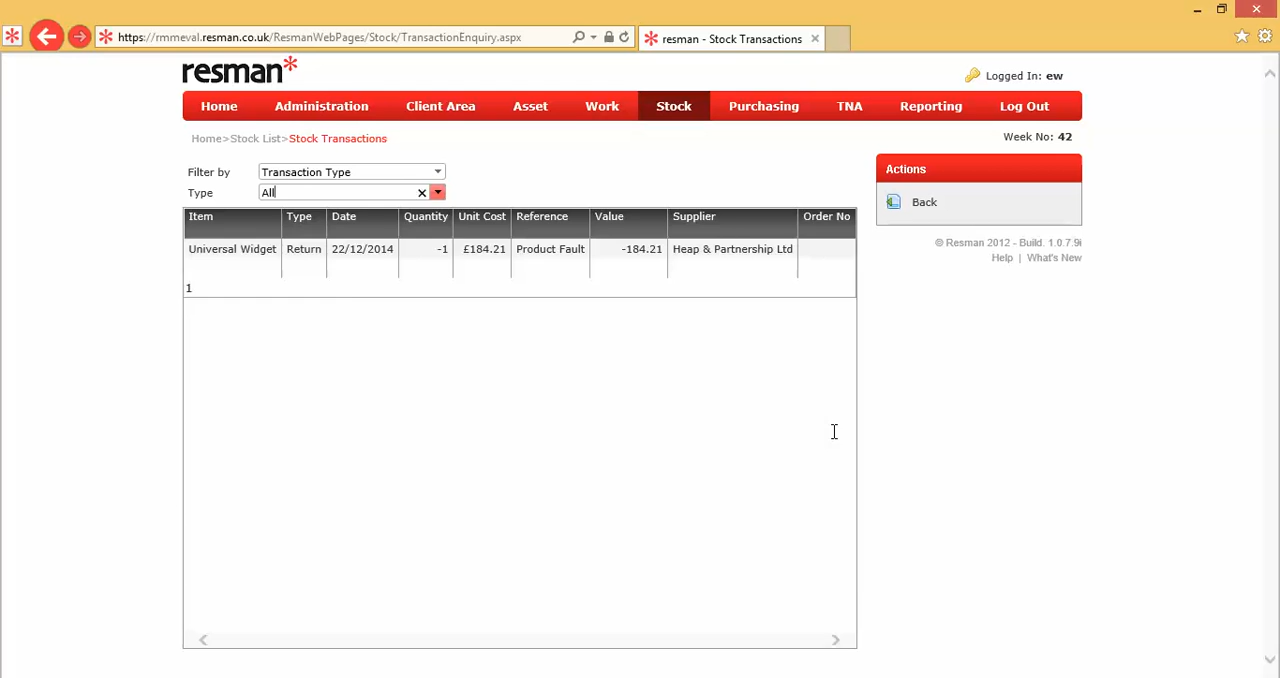 https://rmmeval.resman.co.uk/ResmanWebPages/Stock/TransactionEnquiry.aspx
resman - Stock Transactions
resman*
Logged In: ew
Home Administration Client Area Asset Work Stock Purchasing TNA Reporting Log Out
Home>Stock List>Stock Transactions
Week No: 42
Filter by Transaction Type
Type All
Actions
Back
© Resman 2012 - Build. 1.0.7.9i
Help | What's New
Item Type Date Quantity Unit Cost Reference Value Supplier Order No
Universal Widget Return 22/12/2014 -1 £184.21 Product Fault -184.21 Heap & Partnership Ltd
1